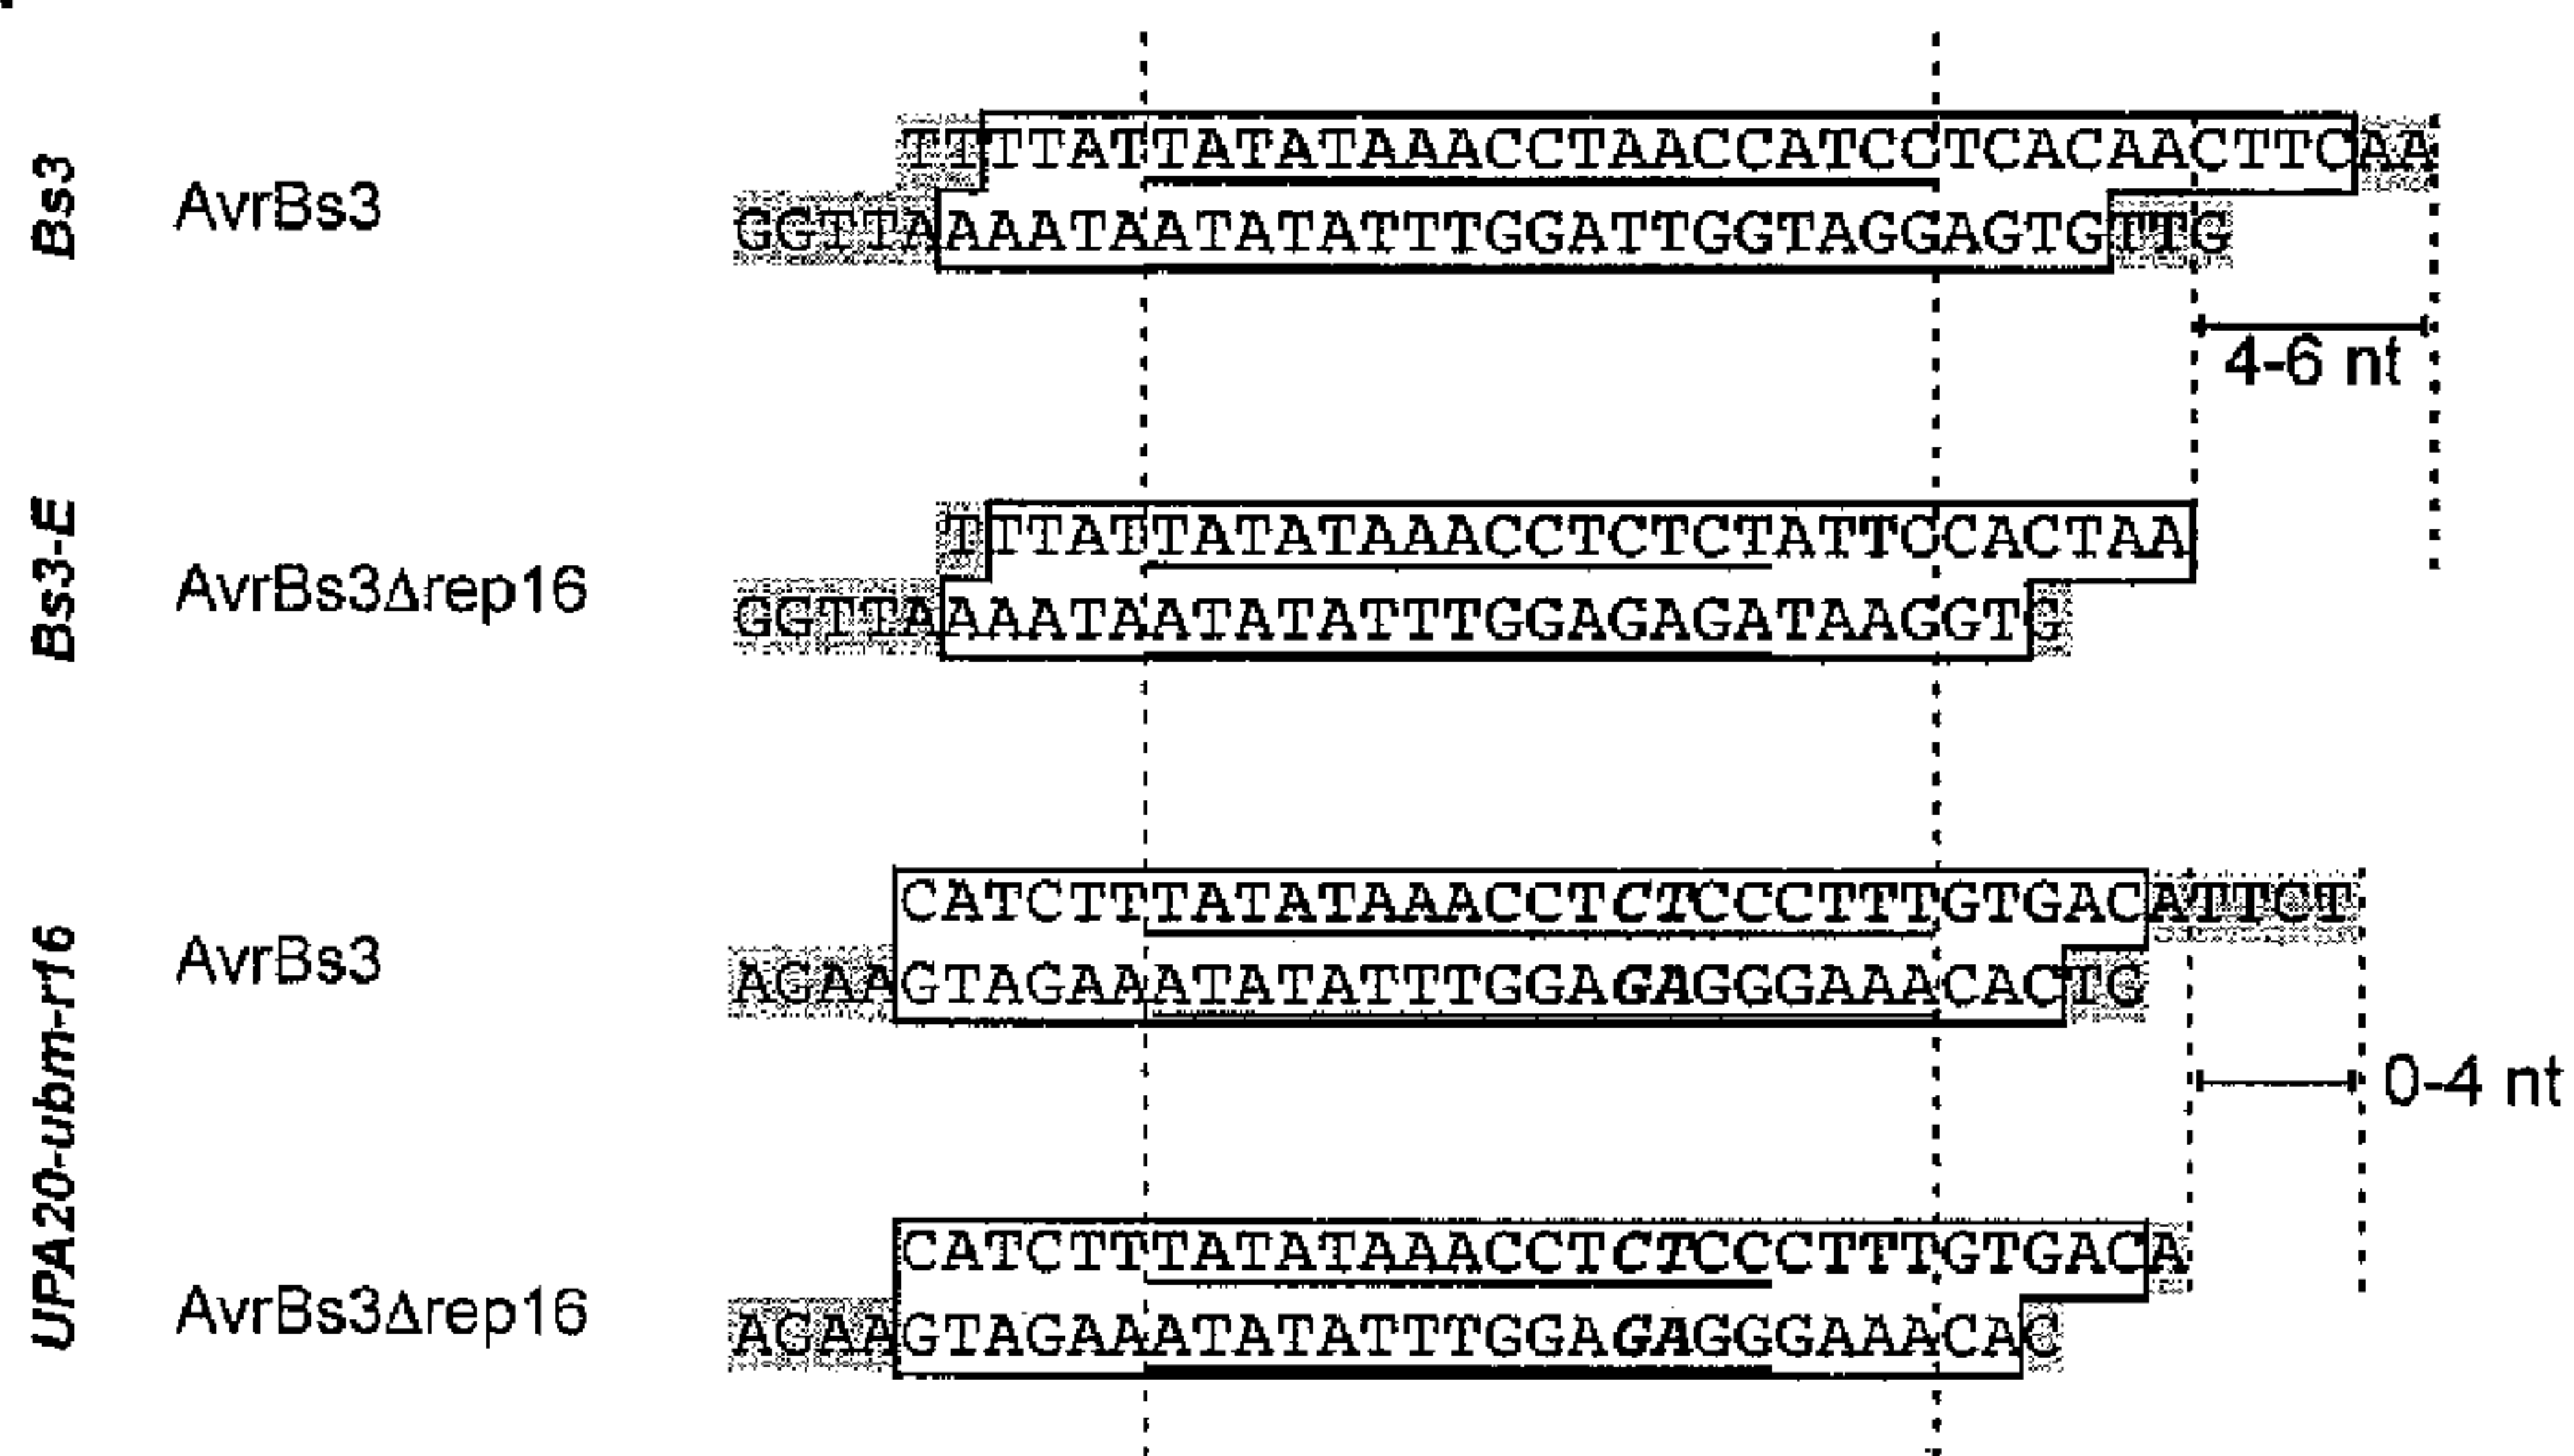 Bs3
AvrBs3
TTTTATTATATAAACCTAACCATCCTCACAACTTCAA
GGTTAAAATAATATATTTGGATTGGTAGGAGTGTTG
4-6 nt
Bs3-E
AvrBs3Δrep16
TTTATTATATAAACCTCTCTATTCCACTAA
GGTTAAAATAATATATTTGGAGAGATAAGGTG
UPA20-ubm-r16
AvrBs3
CATCTTTATATAAACCTCTCCCTTTGTGACATTCT
AGAAGTAGAAATATATTTGGAGAGGGAAACACTG
0-4 nt
AvrBs3Δrep16
CATCTTTATATAAACCTCTCCCTTTGTGACA
AGAAGTAGAAATATATTTGGAGAGGGAAACAC